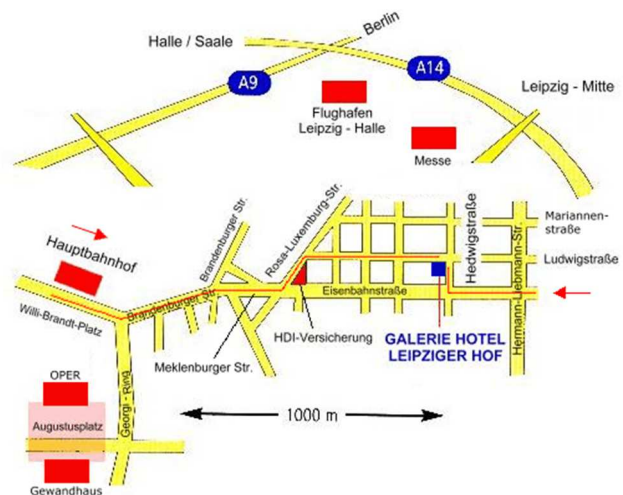 Berlin
Halle / Saale
A14
A9
Leipzig - Mitte
Flughafen
Leipzig - Halle
Messe
Rosa-Luxemburg-Str.
Brandenburger Str.
Hedwigstraße
Hermann-Liebmann-Str.
Mariannen-
straße
Hauptbahnhof
Ludwigstraße
Eisenbahnstraße
Brandenburger Str.
Willi-Brandt-Platz
HDI-Versicherung
GALERIE HOTEL
LEIPZIGER HOF
Meklenburger Str.
OPER
Georgi - Ring
1000 m
Augustusplatz
Gewandhaus